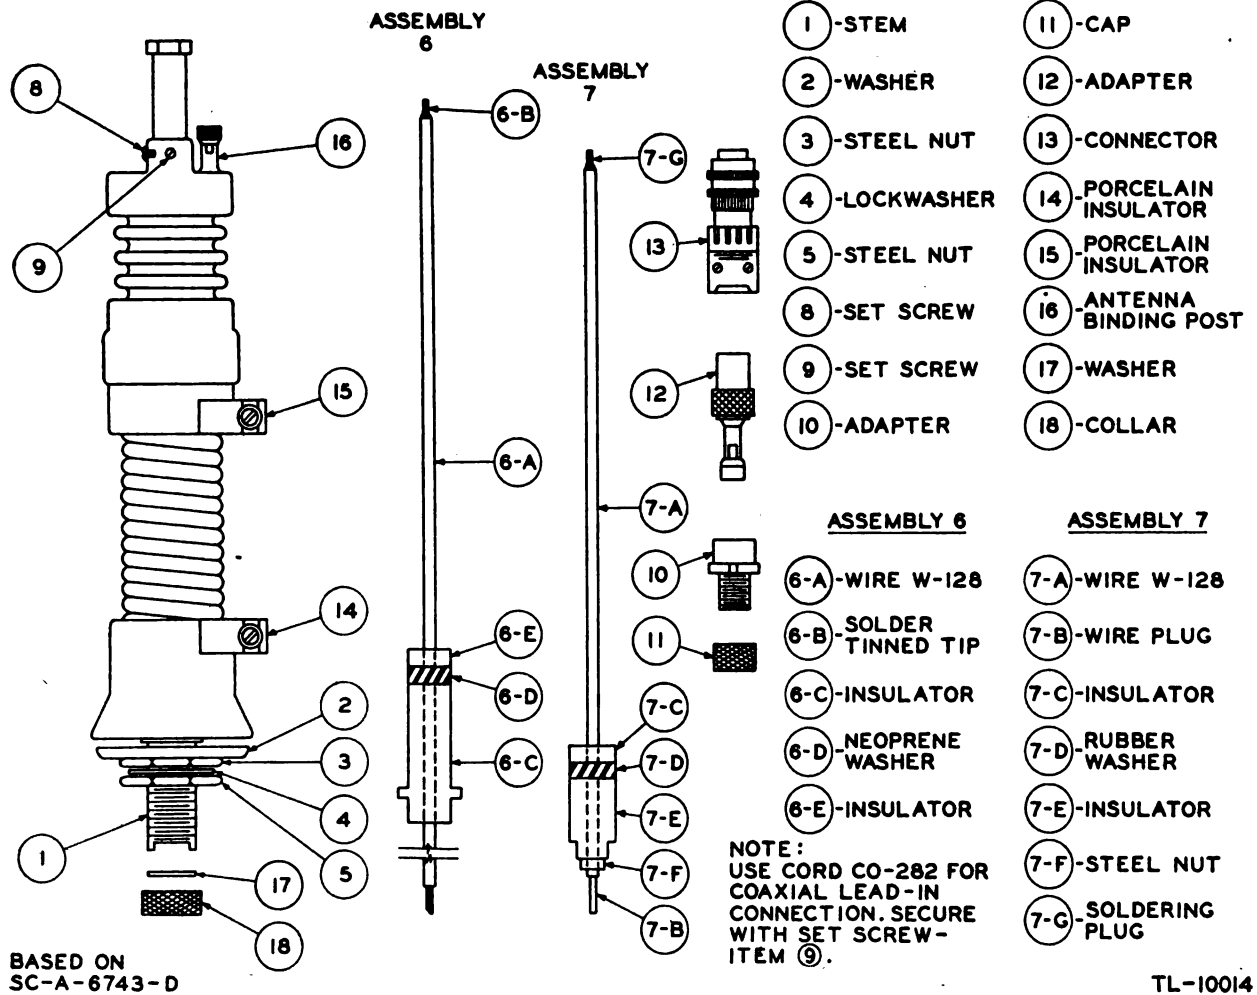 ASSEMBLY
6
ASSEMBLY
7
8
16
9
15
14
2
3
4
5
1
17
18
6-B
6-A
6-E
6-D
6-C
7-G
7-A
7-C
7-D
7-E
7-F
7-B
13
12
10
11
1 -STEM
2 -WASHER
3 -STEEL NUT
4 -LOCKWASHER
5 -STEEL NUT
8 -SET SCREW
9 -SET SCREW
10 -ADAPTER
11 -CAP
12 -ADAPTER
13 -CONNECTOR
14 -PORCELAIN
INSULATOR
15 -PORCELAIN
INSULATOR
16 -ANTENNA
BINDING POST
17 -WASHER
18 -COLLAR
ASSEMBLY 6
6-A -WIRE W-128
6-B -SOLDER
TINNED TIP
6-C -INSULATOR
6-D -NEOPRENE
WASHER
6-E -INSULATOR
ASSEMBLY 7
7-A -WIRE W-128
7-B -WIRE PLUG
7-C -INSULATOR
7-D -RUBBER
WASHER
7-E -INSULATOR
7-F -STEEL NUT
7-G -SOLDERING
PLUG
NOTE:
USE CORD CO-282 FOR
COAXIAL LEAD-IN
CONNECTION. SECURE
WITH SET SCREW-
ITEM 9.
BASED ON
SC-A-6743-D
TL-10014